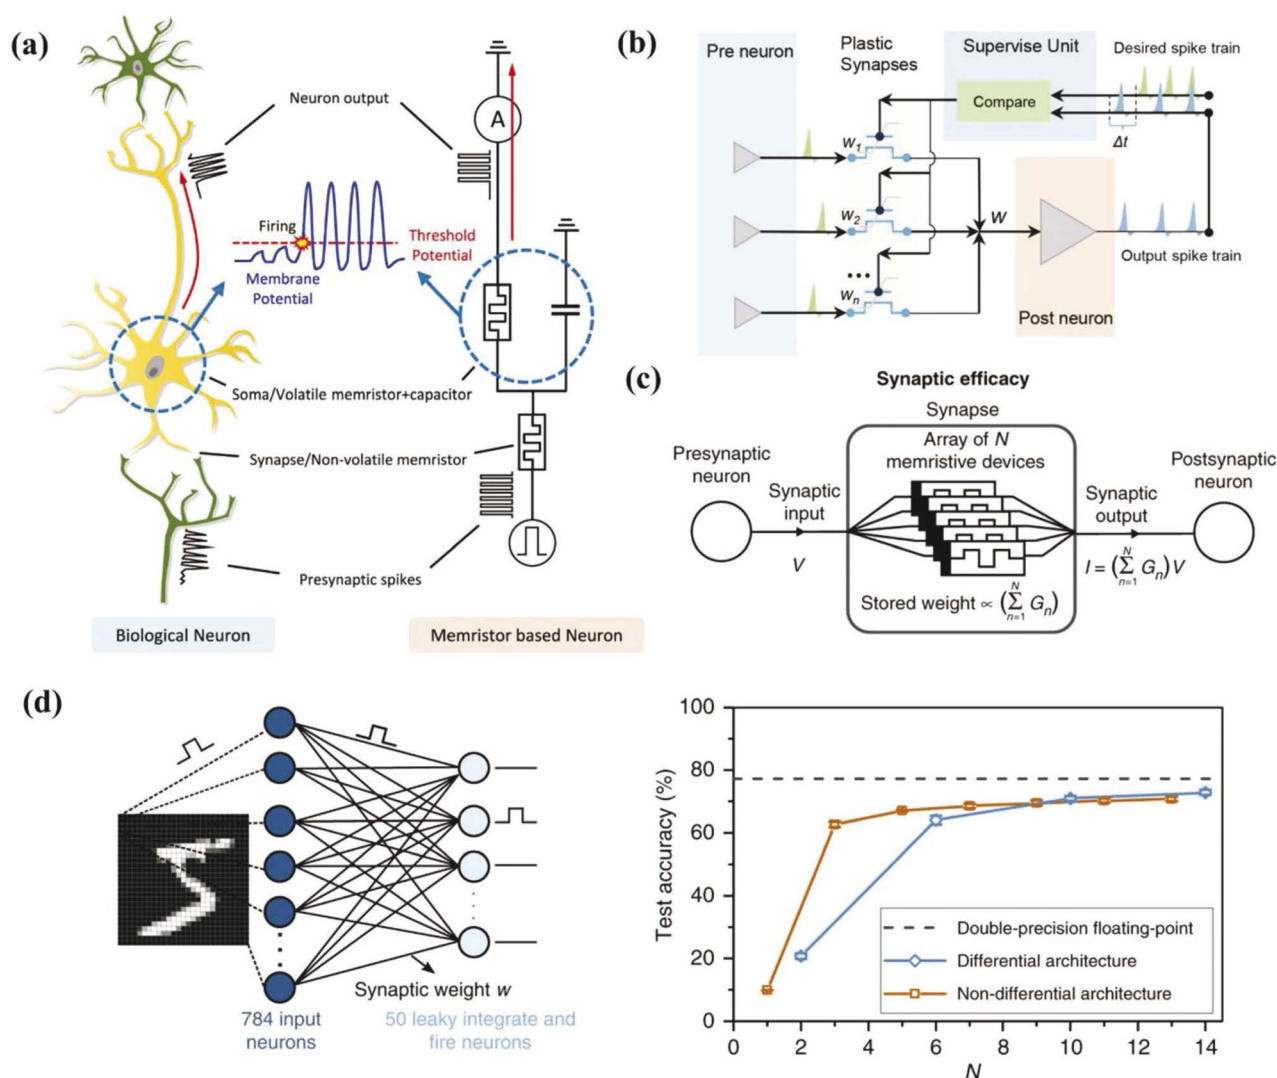 (a)
Neuron output
A
Firing
Threshold
Potential
Membrane
Potential
Soma/Volatile memristor+capacitor
Synapse/Non-volatile memristor
Presynaptic spikes
Biological Neuron
Memristor based Neuron
(b)
Pre neuron
Plastic
Synapses
Supervise Unit
Desired spike train
Compare
Δt
w1
w2
...
wn
W
Output spike train
Post neuron
(c)
Synaptic efficacy
Synapse
Array of N
memristive devices
Presynaptic
neuron
Postsynaptic
neuron
Synaptic
input
V
Synaptic
output
I = (∑ₙ₌₁ᴺ Gₙ) V
Stored weight ∝ (∑ₙ₌₁ᴺ Gₙ)
(d)
Synaptic weight w
784 input
neurons
50 leaky integrate and
fire neurons
Test accuracy (%)
100
80
60
40
20
0
Double-precision floating-point
Differential architecture
Non-differential architecture
0 2 4 6 8 10 12 14
N